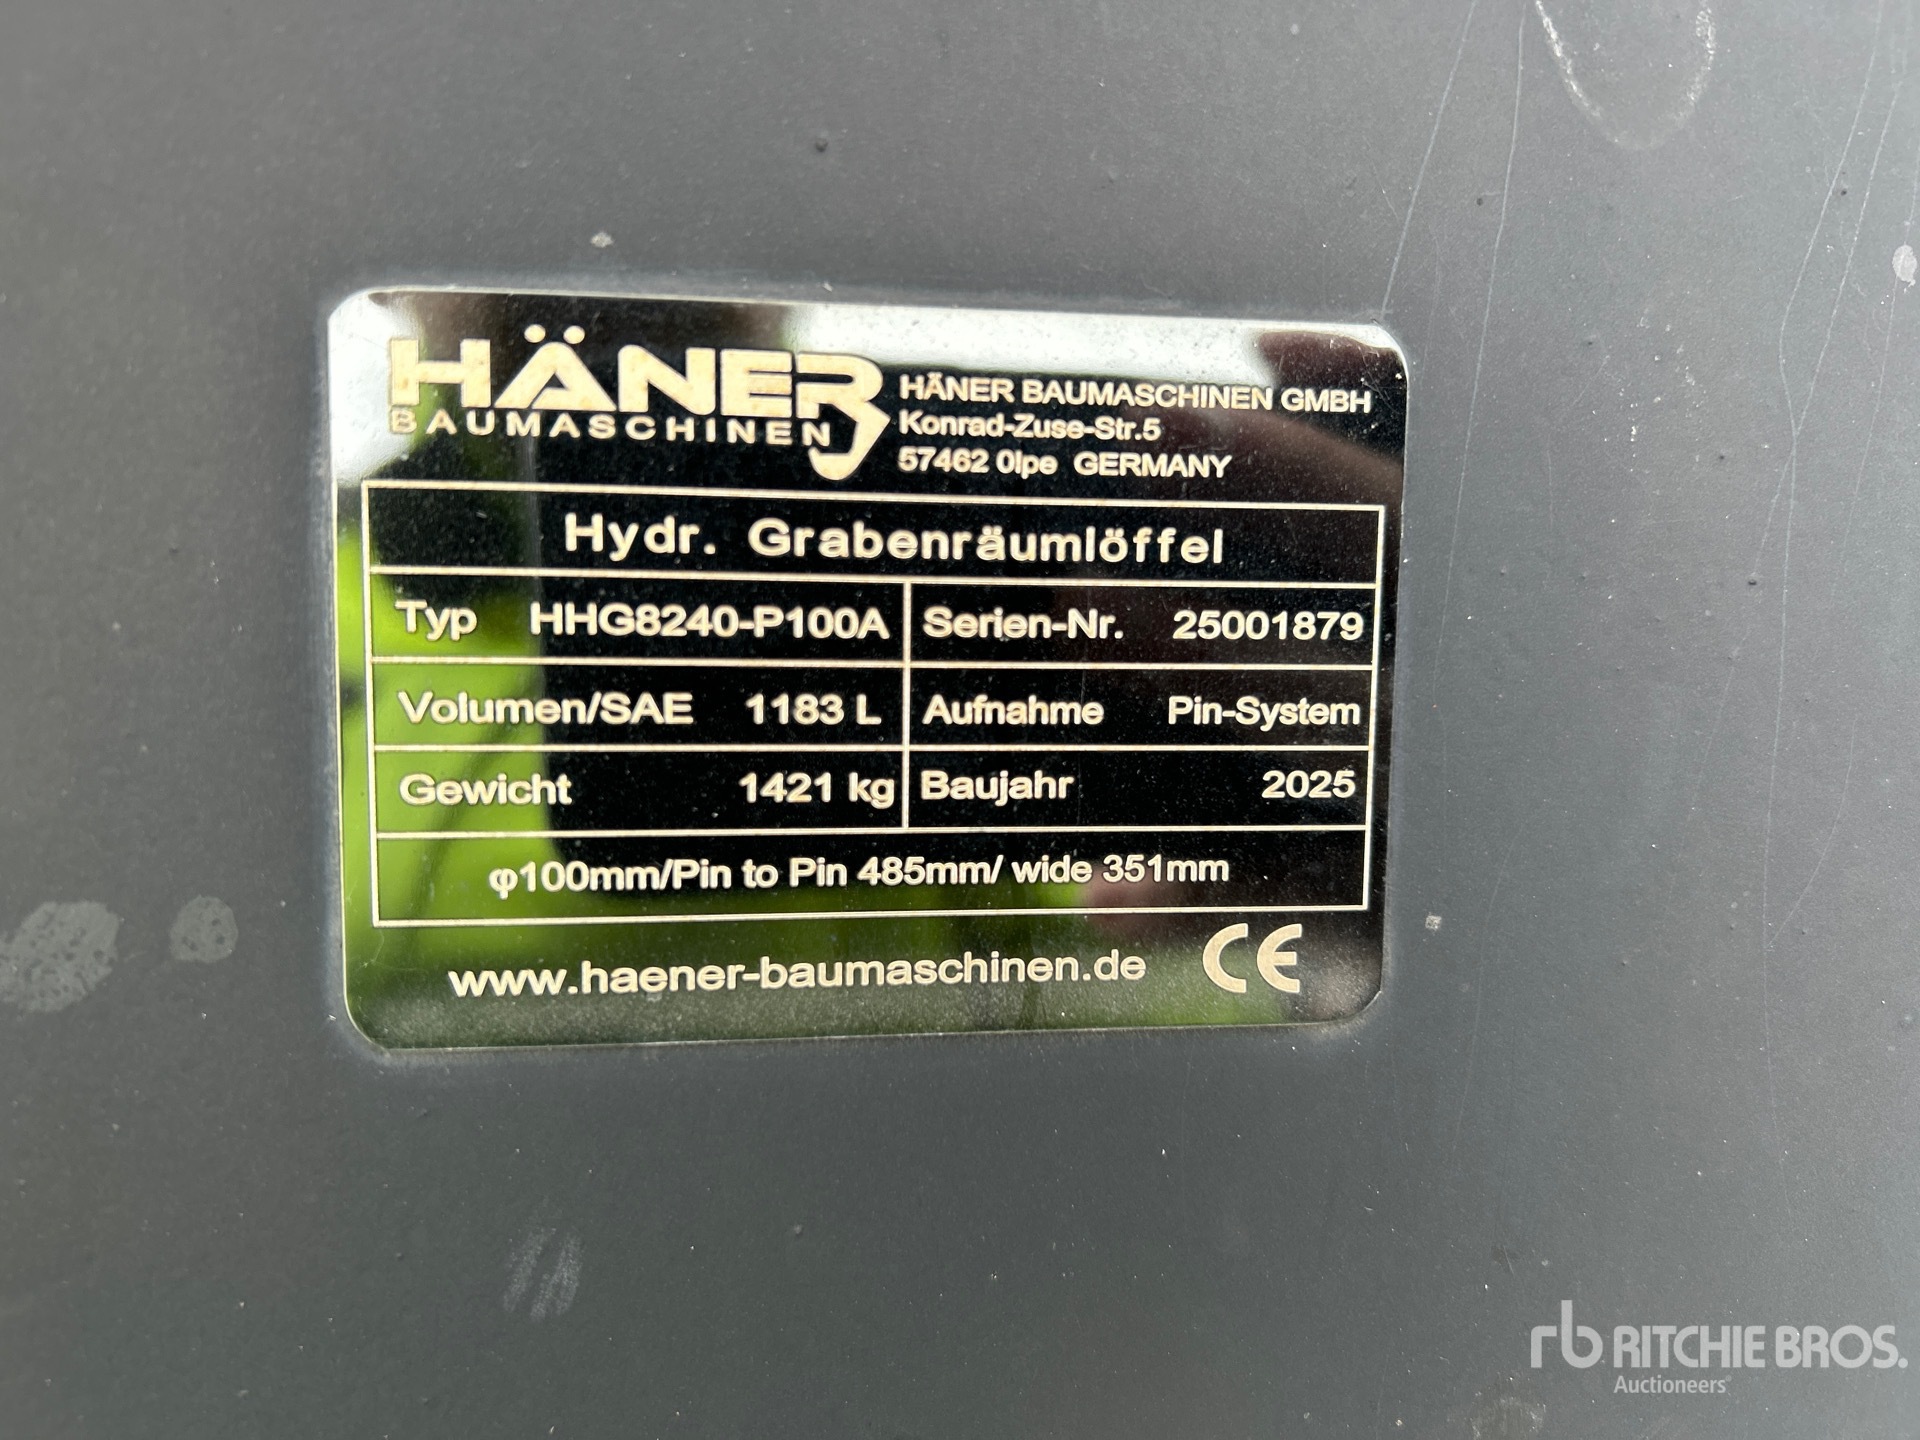 HÄNER
BAUMASCHINEN
HÄNER BAUMASCHINEN GMBH
Konrad-Zuse-Str.5
57462 Olpe GERMANY
Hydr. Grabenräumlöffel
Typ HHG8240-P100A Serien-Nr. 25001879
Volumen/SAE 1183 L Aufnahme Pin-System
Gewicht 1421 kg Baujahr 2025
φ100mm/Pin to Pin 485mm/ wide 351mm
www.haener-baumaschinen.de CE
rb RITCHIE BROS.
Auctioneers